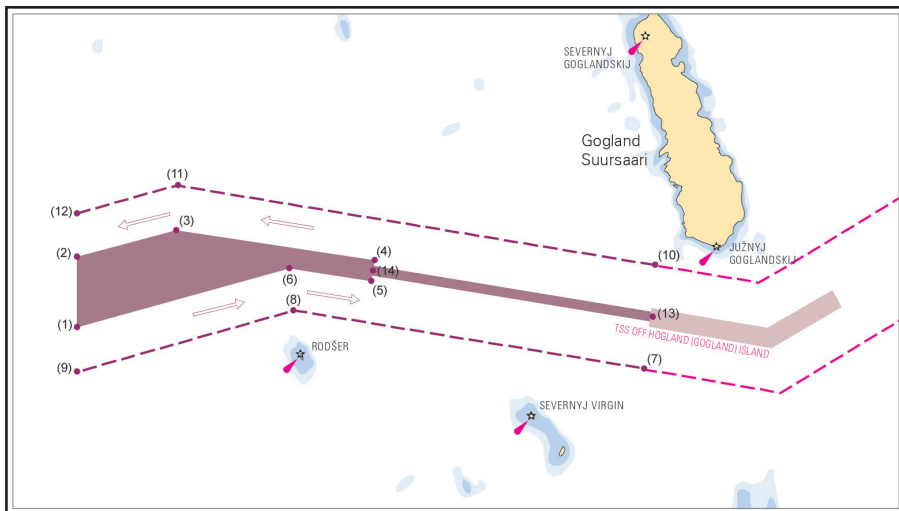 SEVERNYJ
GOGLANDSKIJ
Gogland
Suursaari
(11)
(12)
(3)
(2)
(4)
(10)
JUŽNYJ
GOGLANDSKIJ
(14)
(6)
(5)
(8)
(13)
(1)
TSS OFF HOGLAND (GOGLAND) ISLAND
RODŠER
(7)
(9)
SEVERNYJ VIRGIN